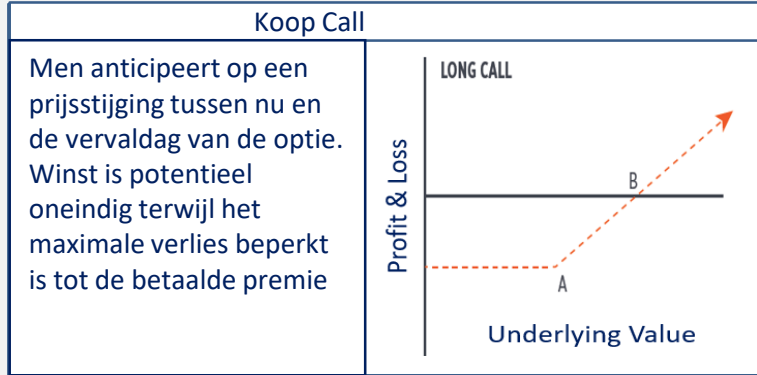 Koop Call
Men anticipeert op een
prijsstijging tussen nu en
de vervaldag van de optie.
Winst is potentieel
oneindig terwijl het
maximale verlies beperkt
is tot de betaalde premie
LONG CALL
Profit & Loss
B
A
Underlying Value